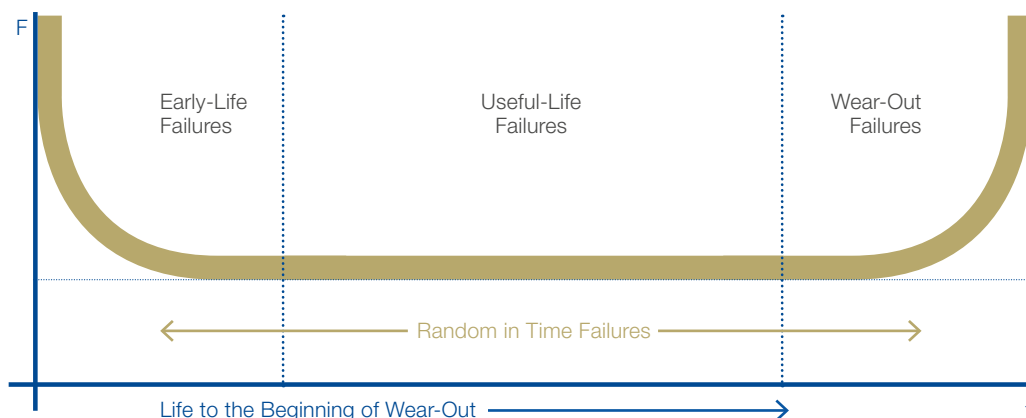 F
Early-Life
Failures
Useful-Life
Failures
Wear-Out
Failures
Random in Time Failures
Life to the Beginning of Wear-Out